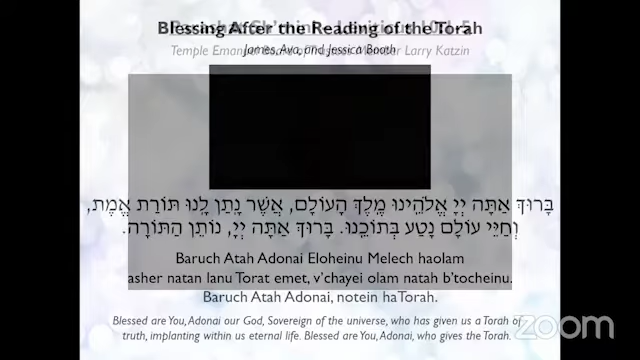 Blessing After the Reading of the Torah
James, Ava, and Jessica Booth
Larry Katzin
בָּרוּךְ אַתָּה יְיָ אֱלֹהֵֽינוּ מֶֽלֶךְ הָעוֹלָם, אֲשֶׁר נָֽתַן לָֽנוּ תּוֹרַת אֱמֶת,
וְחַיֵּי עוֹלָם נָטַע בְּתוֹכֵֽנוּ. בָּרוּךְ אַתָּה יְיָ, נוֹתֵן הַתּוֹרָה.
Baruch Atah Adonai Eloheinu Melech haolam
asher natan lanu Torat emet, v'chayei olam natah b'tocheinu.
Baruch Atah Adonai, notein haTorah.
Blessed are You, Adonai our God, Sovereign of the universe, who has given us a Torah of
truth, implanting within us eternal life. Blessed are You, Adonai, who gives the Torah.
zoom